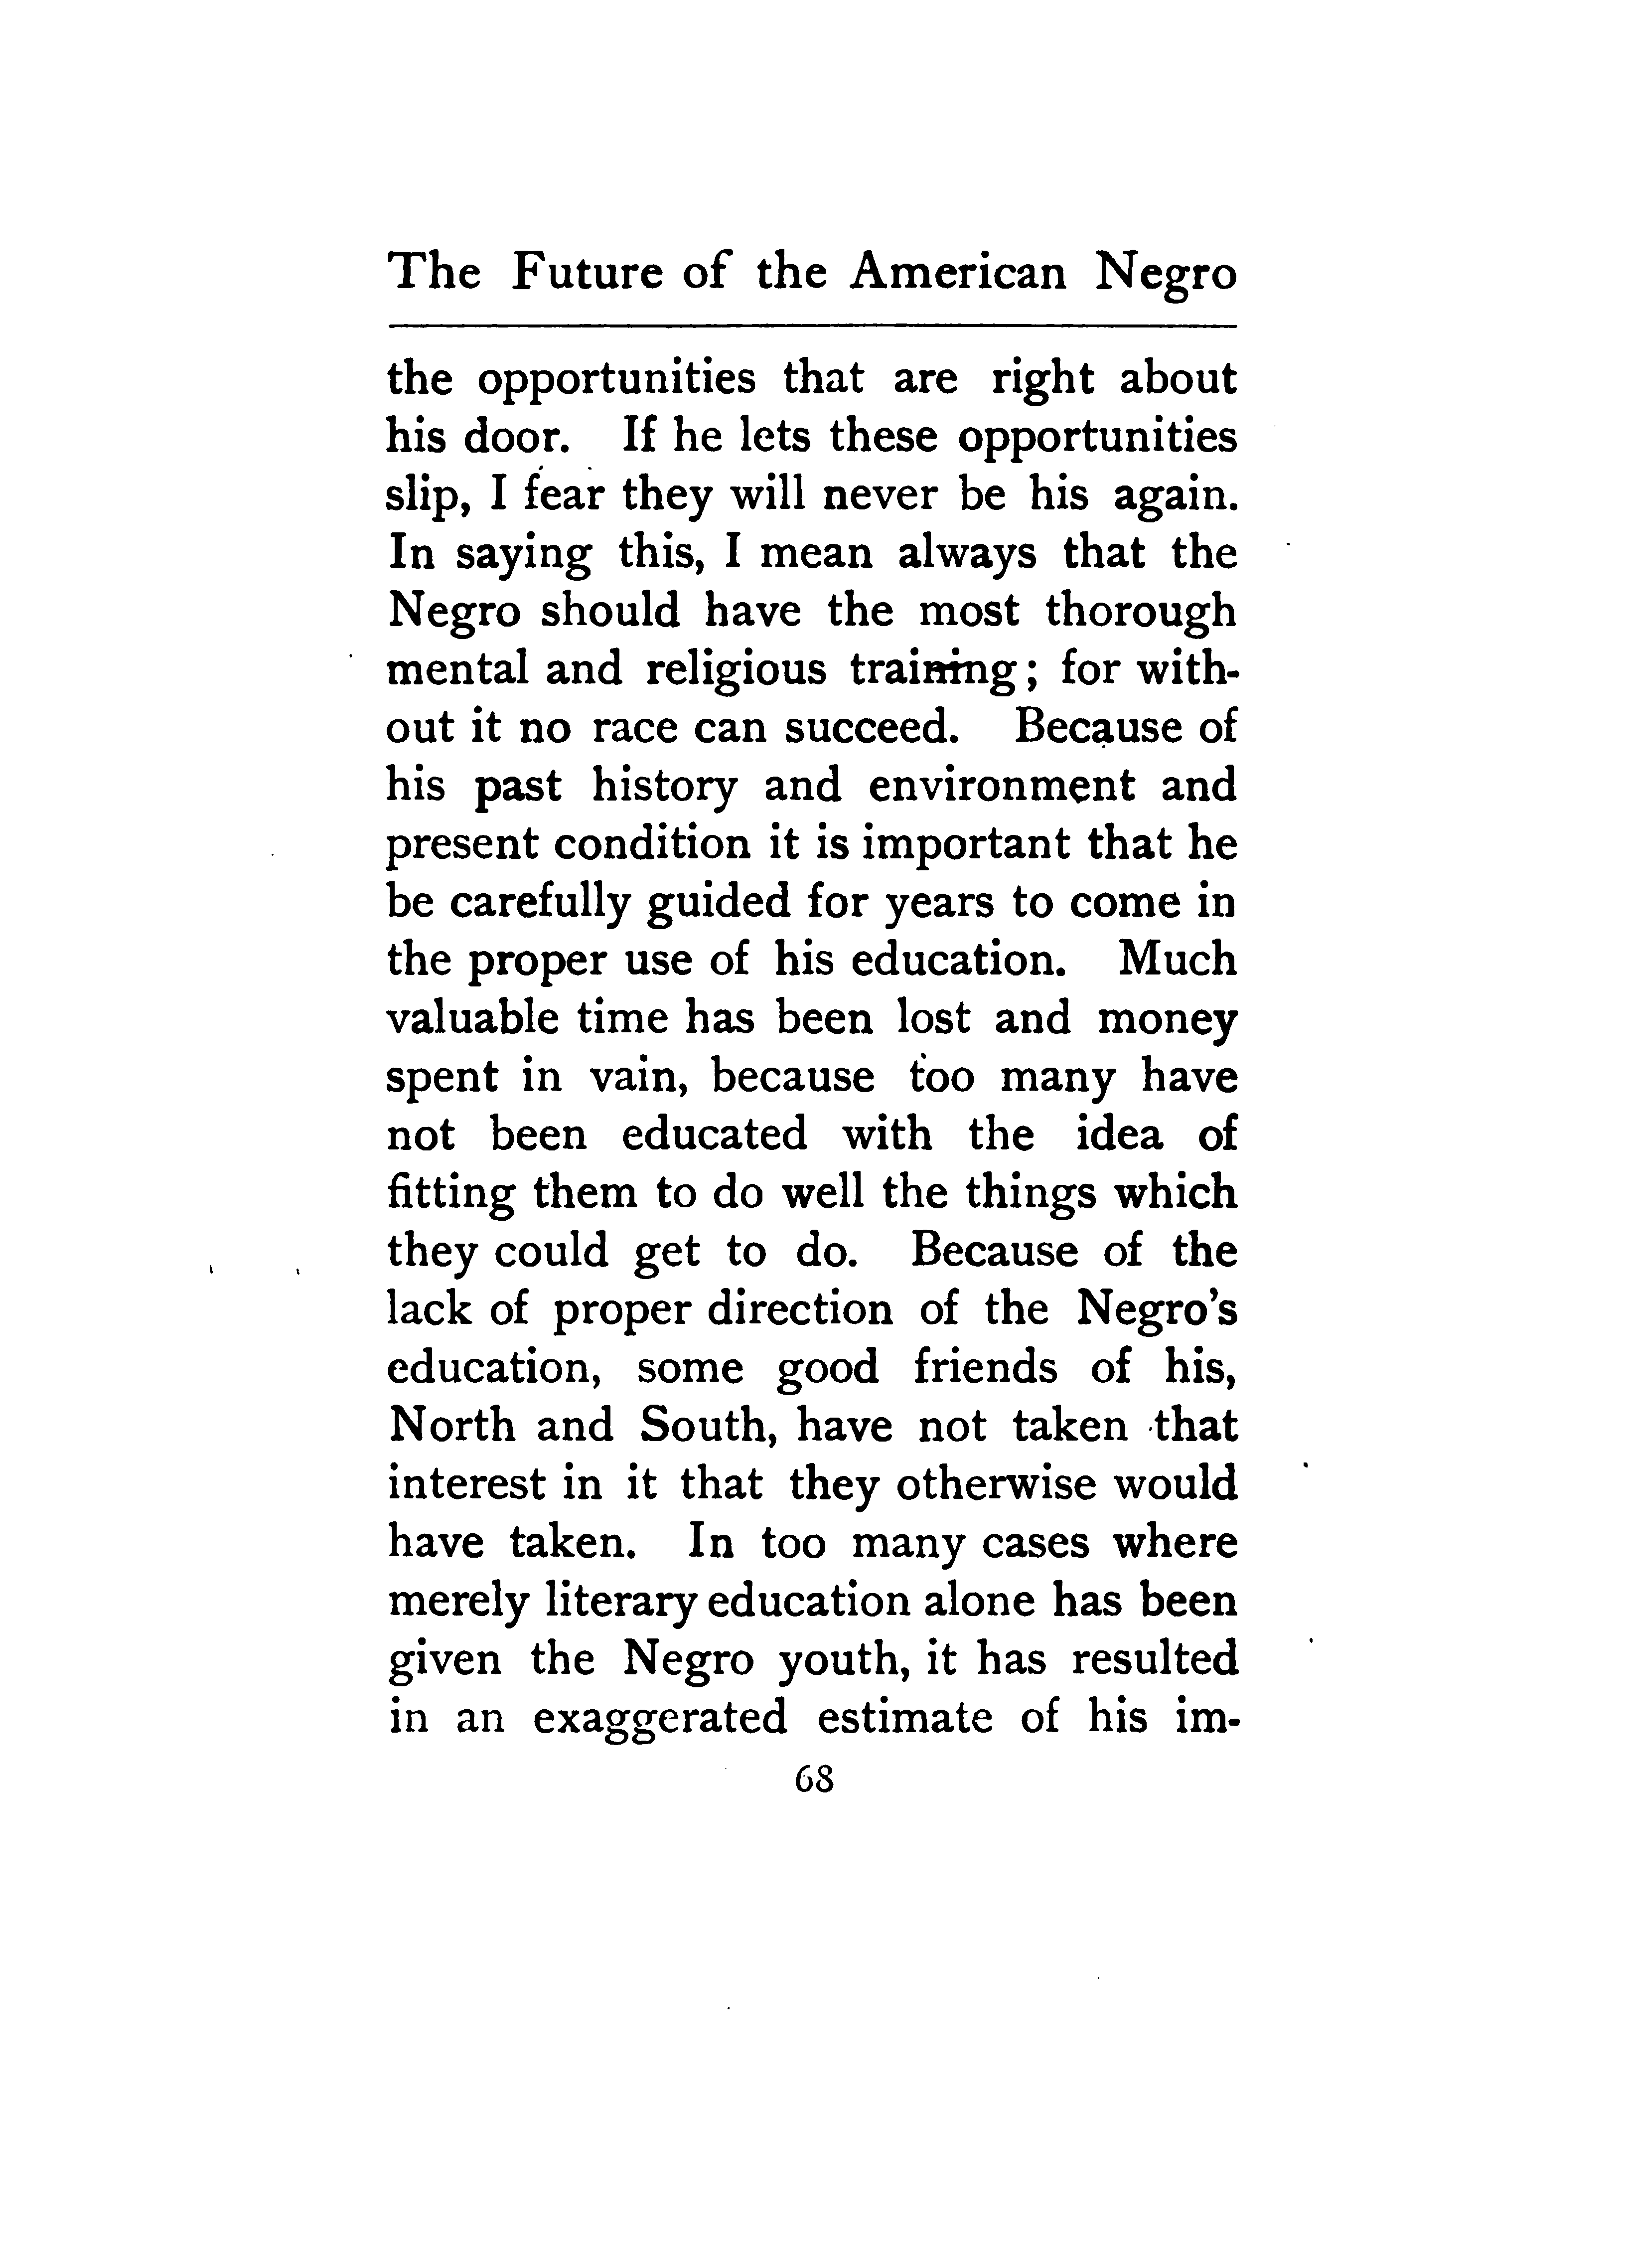 The Future of the American Negro
the opportunities that are right about
his door. If he lets these opportunities
slip, I fear they will never be his again.
In saying this, I mean always that the
Negro should have the most thorough
mental and religious training; for with-
out it no race can succeed. Because of
his past history and environment and
present condition it is important that he
be carefully guided for years to come in
the proper use of his education. Much
valuable time has been lost and money
spent in vain, because too many have
not been educated with the idea of
fitting them to do well the things which
they could get to do. Because of the
lack of proper direction of the Negro's
education, some good friends of his,
North and South, have not taken that
interest in it that they otherwise would
have taken. In too many cases where
merely literary education alone has been
given the Negro youth, it has resulted
in an exaggerated estimate of his im-
68